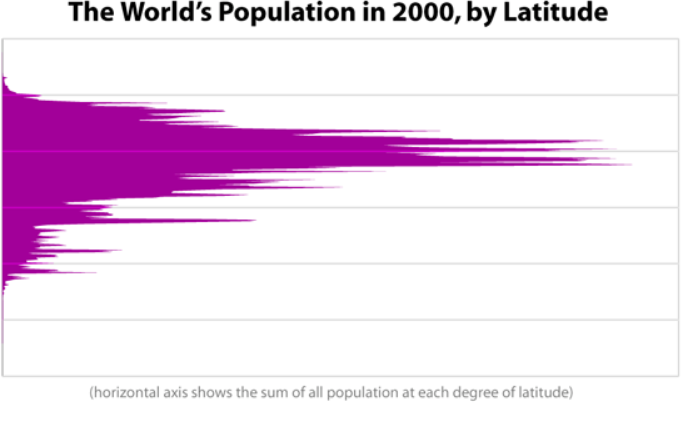 The World’s Population in 2000, by Latitude
(horizontal axis shows the sum of all population at each degree of latitude)